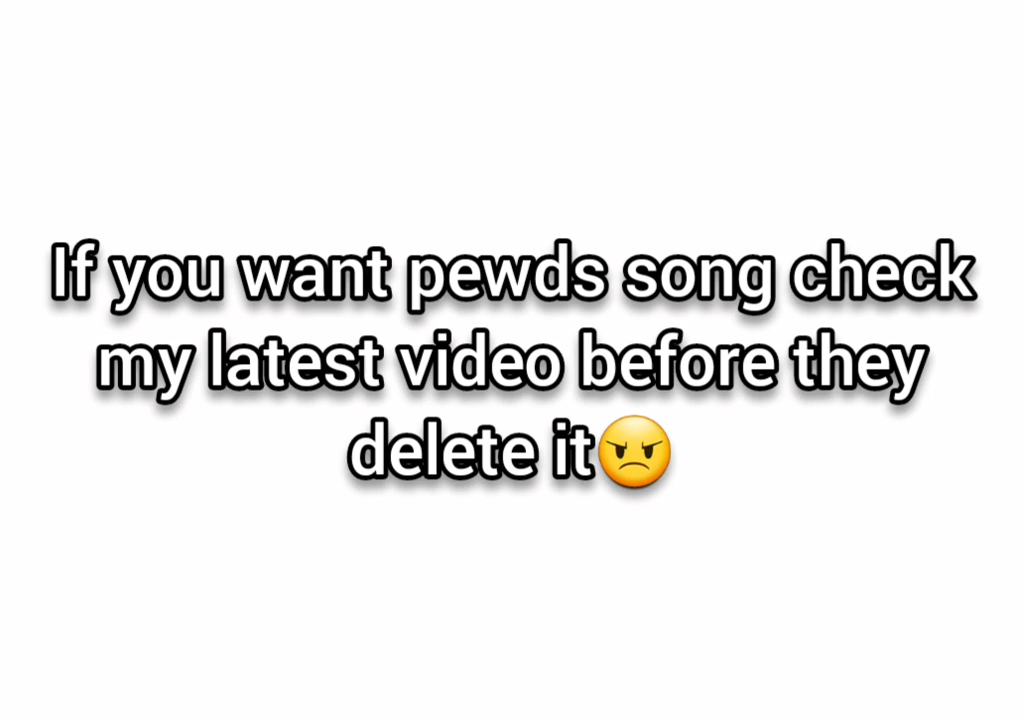 If you want pewds song check
my latest video before they
delete it😠